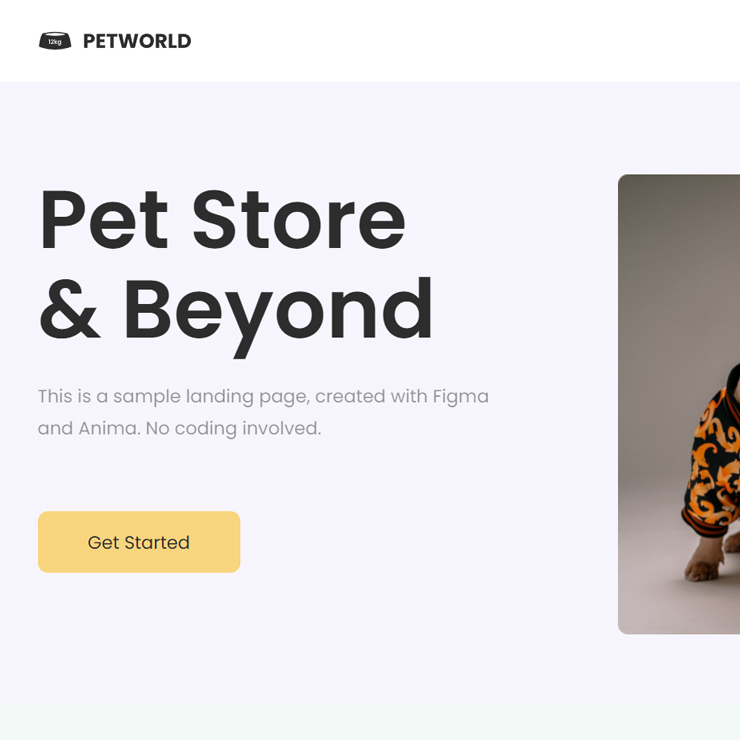 12kg PETWORLD
Pet Store
& Beyond
This is a sample landing page, created with Figma
and Anima. No coding involved.
Get Started